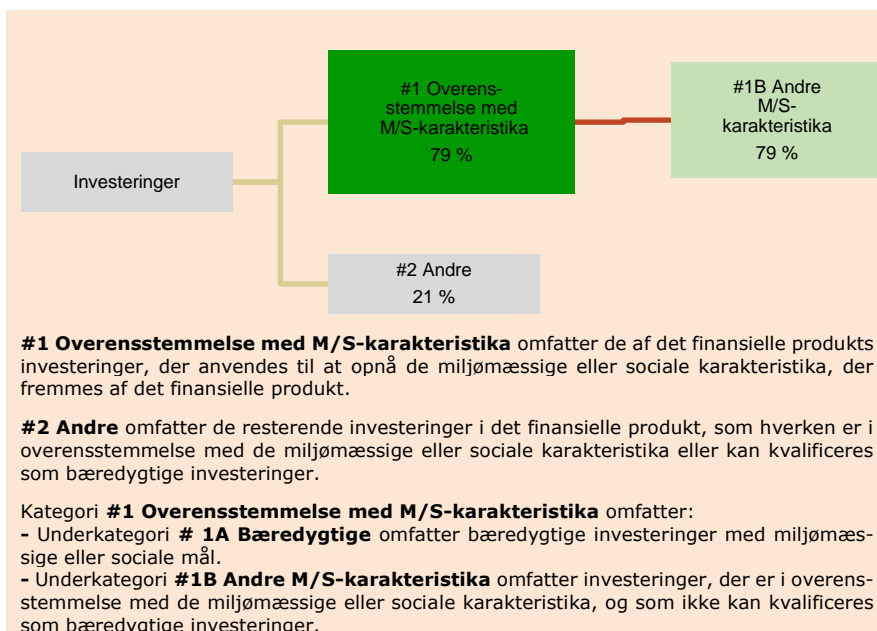 #1 Overens-
stemmelse med
M/S-karakteristika
79 %
#1B Andre
M/S-
karakteristika
79 %
Investeringer
#2 Andre
21 %
#1 Overensstemmelse med M/S-karakteristika omfatter de af det finansielle produkts
investeringer, der anvendes til at opnå de miljømæssige eller sociale karakteristika, der
fremmes af det finansielle produkt.
#2 Andre omfatter de resterende investeringer i det finansielle produkt, som hverken er i
overensstemmelse med de miljømæssige eller sociale karakteristika eller kan kvalificeres
som bæredygtige investeringer.
Kategori #1 Overensstemmelse med M/S-karakteristika omfatter:
- Underkategori # 1A Bæredygtige omfatter bæredygtige investeringer med miljømæs-
sige eller sociale mål.
- Underkategori #1B Andre M/S-karakteristika omfatter investeringer, der er i overens-
stemmelse med de miljømæssige eller sociale karakteristika, og som ikke kan kvalificeres
som bæredygtige investeringer.